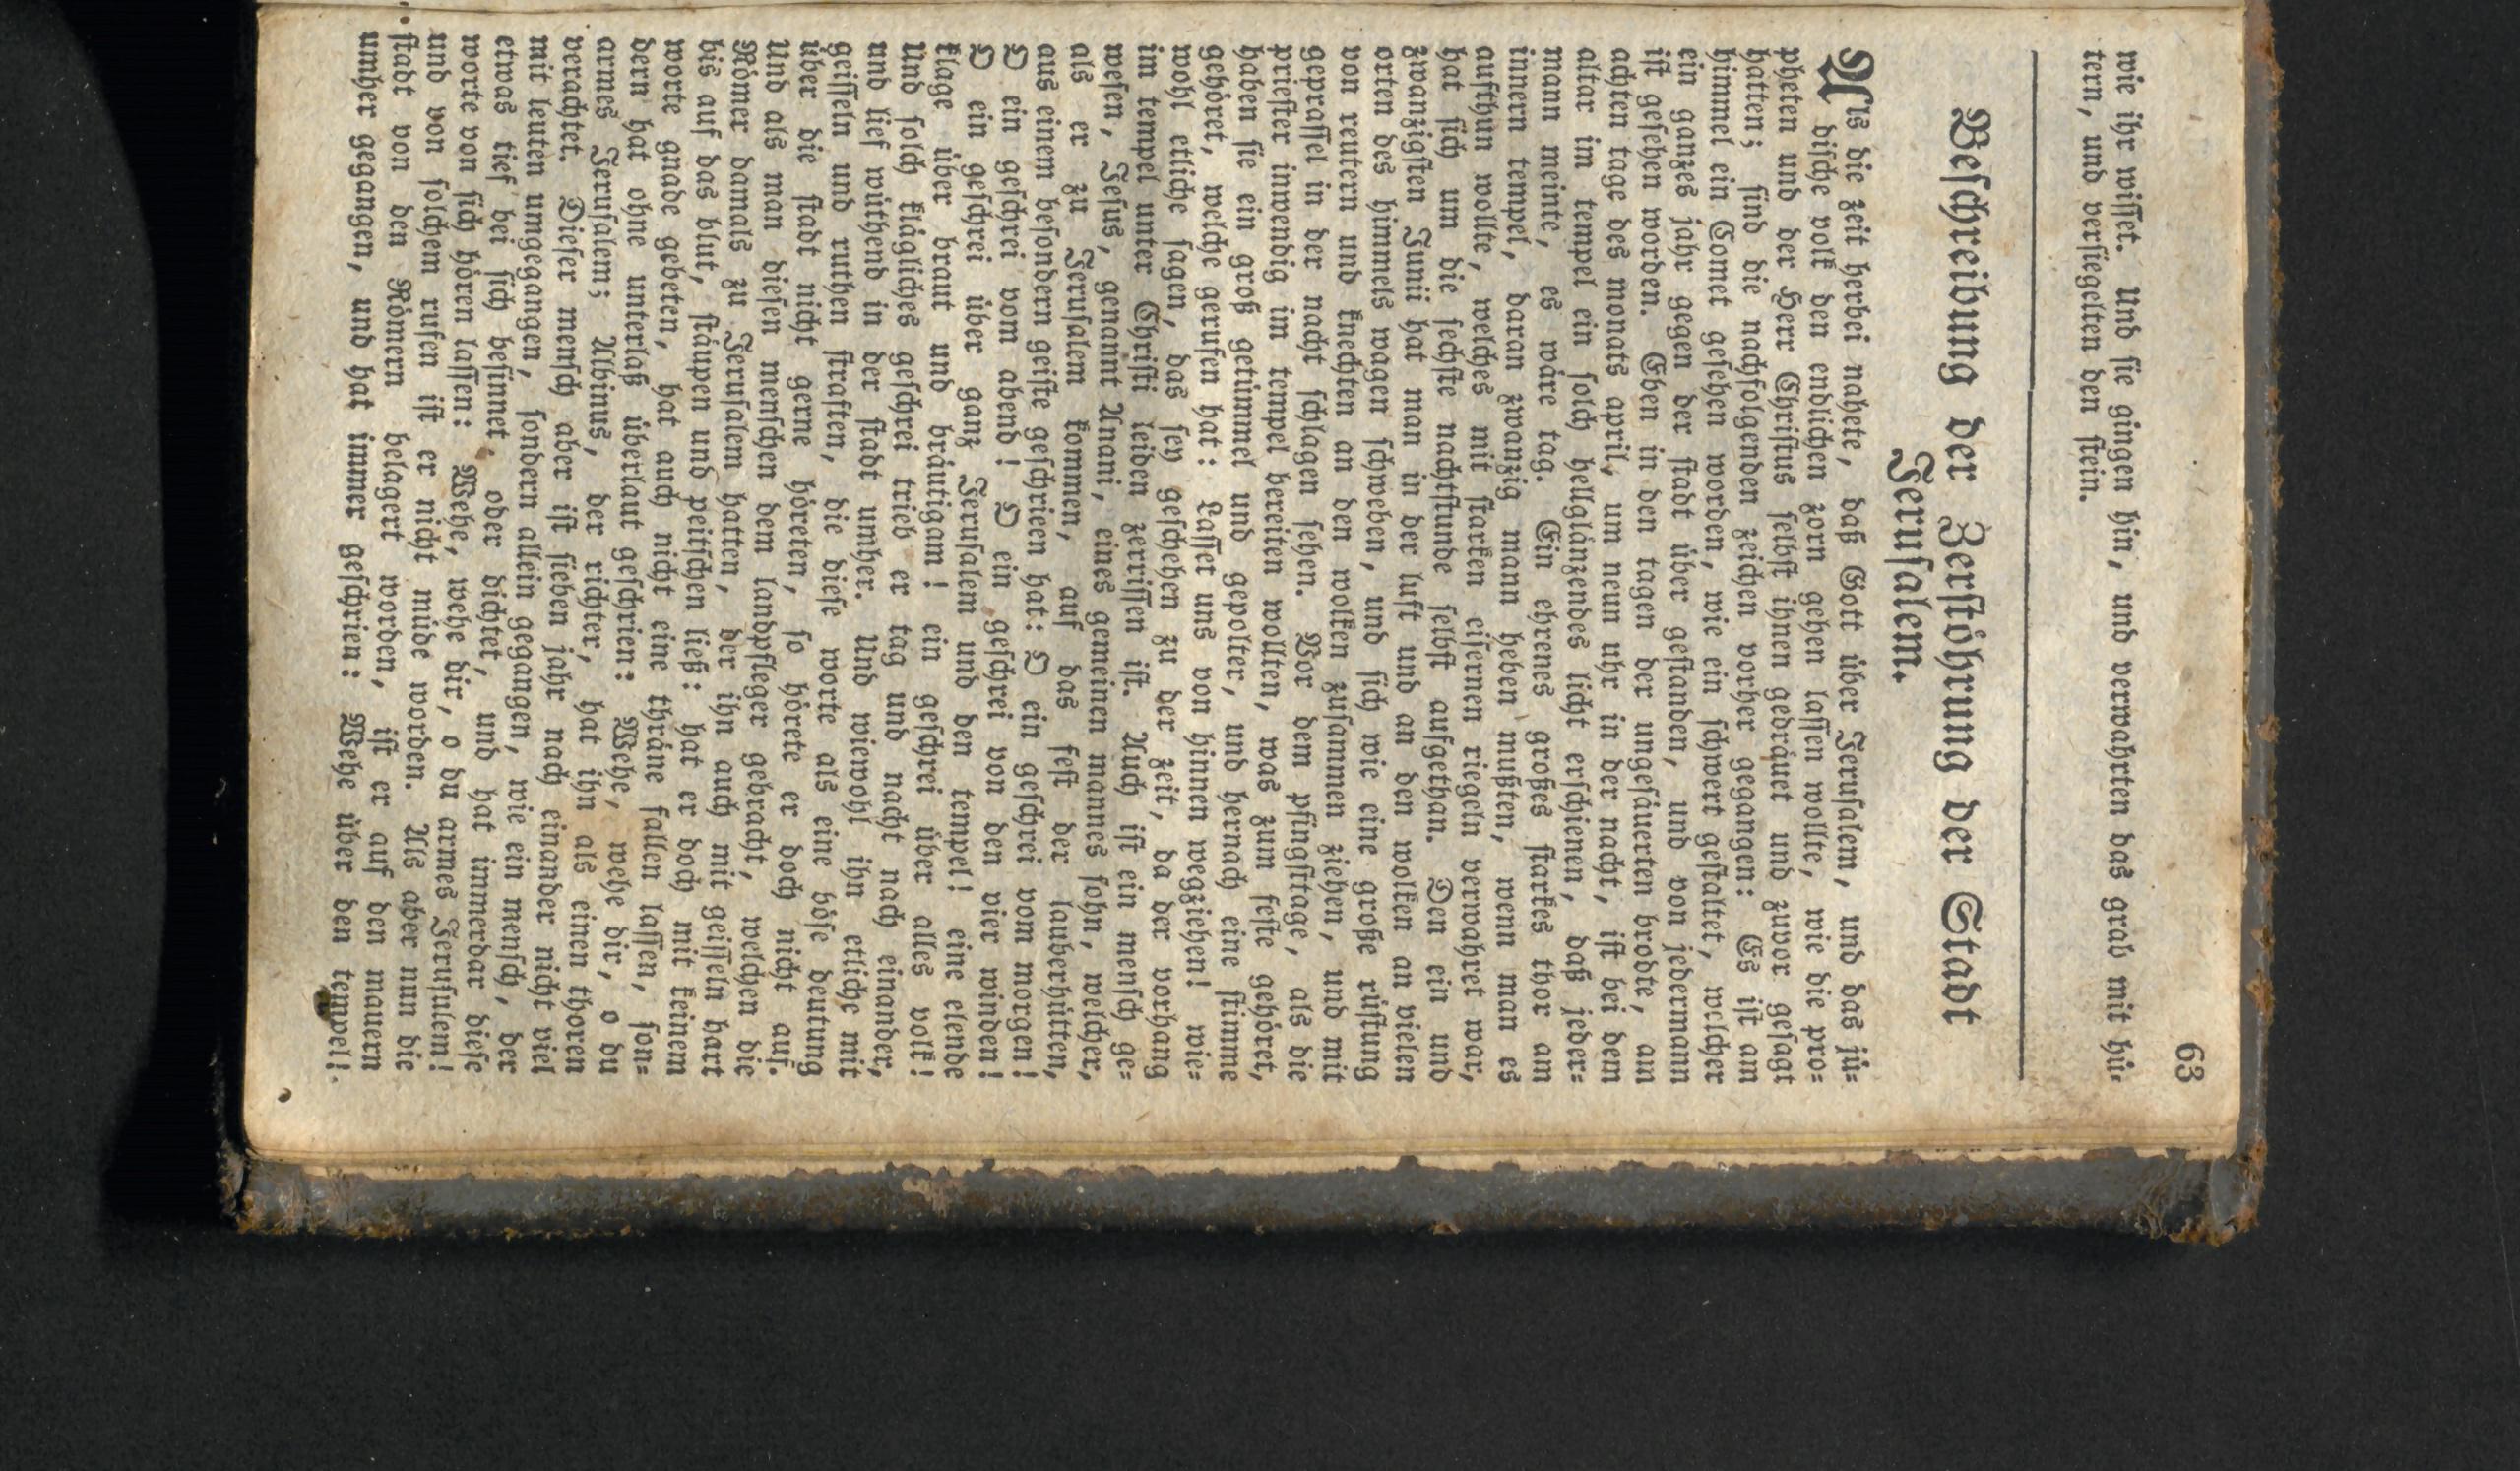 63
wie ihr wisset. Und sie gingen hin, und verwahrten das grab mit hü-
tern, und versiegelten den stein.
Beschreibung der Zerstöhrung der Stadt
Jerusalem.
Als die zeit herbei nahete, daß Gott über Jerusalem, und das jü-
dische volk den endlichen zorn gehen lassen wollte, wie die pro-
pheten und der Herr Christus selbst ihnen gedräuet und zuvor gesagt
hatten; sind die nachfolgenden zeichen vorher gegangen: Es ist an
himmel ein Comet gesehen worden, wie ein schwert gestaltet, welcher
ein ganzes jahr gegen der stadt über gestanden, und von jedermann
ist gesehen worden. Eben in den tagen der ungesäuerten brodte, am
achten tage des monats april, um neun uhr in der nacht, ist bei dem
altar im tempel ein solch hellglänzendes licht erschienen, daß jeder-
mann meinte, es wäre tag. Ein ehrenes großes starkes thor am
innern tempel, daran zwanzig mann heben mußten, wenn man es
aufthun wollte, welches mit starken eisernen riegeln verwahret war,
hat sich um die sechste nachtstunde selbst aufgethan. Den ein und
zwanzigsten Junii hat man in der luft und an den wolken an vielen
orten des himmels wagen schweben, und sich wie eine große rüstung
von reutern und knechten an den wolken zusammen ziehen, und mit
geprassel in der nacht schlagen sehen. Vor dem pfingsttage, als die
priester inwendig im tempel bereiten wollten, was zum feste gehöret,
haben sie ein groß getümmel und gepolter, und hernach eine stimme
gehöret, welche gerufen hat: Lasset uns von hinnen wegziehen! wie-
wohl etliche sagen, das sey geschehen zu der zeit, da der vorhang
im tempel unter Christi leiden zerrissen ist. Auch ist ein mensch ge-
wesen, Jesus, genannt Anani, eines gemeinen mannes sohn, welcher,
als er zu Jerusalem kommen, auf das fest der lauberhütten,
aus einem besondern geiste geschrien hat: O ein geschrei vom morgen!
O ein geschrei vom abend! O ein geschrei von den vier winden!
O ein geschrei über ganz Jerusalem und den tempel! eine elende
klage über braut und bräutigam! ein geschrei über alles volk!
Und solch klägliches geschrei trieb er tag und nacht nach einander,
und lief wüthend in der stadt umher. Und wiewohl ihn etliche mit
geisseln und ruthen straften, die diese worte als eine böse deutung
über die stadt nicht gerne höreten, so hörete er doch nicht auf.
Und als man diesen menschen dem landpfleger gebracht, welchen die
Römer damals zu Jerusalem hatten, der ihn auch mit geisseln hart
bis auf das blut, stäupen und peitschen ließ: hat er doch mit keinem
worte gnade gebeten, hat auch nicht eine thräne fallen lassen, son-
dern hat ohne unterlaß überlaut geschrien: Wehe, wehe dir, o du
armes Jerusalem; Albinus, der richter, hat ihn als einen thoren
verachtet. Dieser mensch aber ist sieben jahr nach einander nicht viel
mit leuten umgegangen, sondern allein gegangen, wie ein mensch, der
etwas tief bei sich besinnet, oder dichtet, und hat immerdar diese
worte von sich hören lassen: Wehe, wehe dir, o du armes Jerusalem!
und von solchem rufen ist er nicht müde worden. Als aber nun die
stadt von den Römern belagert worden, ist er auf den mauern
umher gegangen, und hat immer geschrien: Wehe über den tempel!